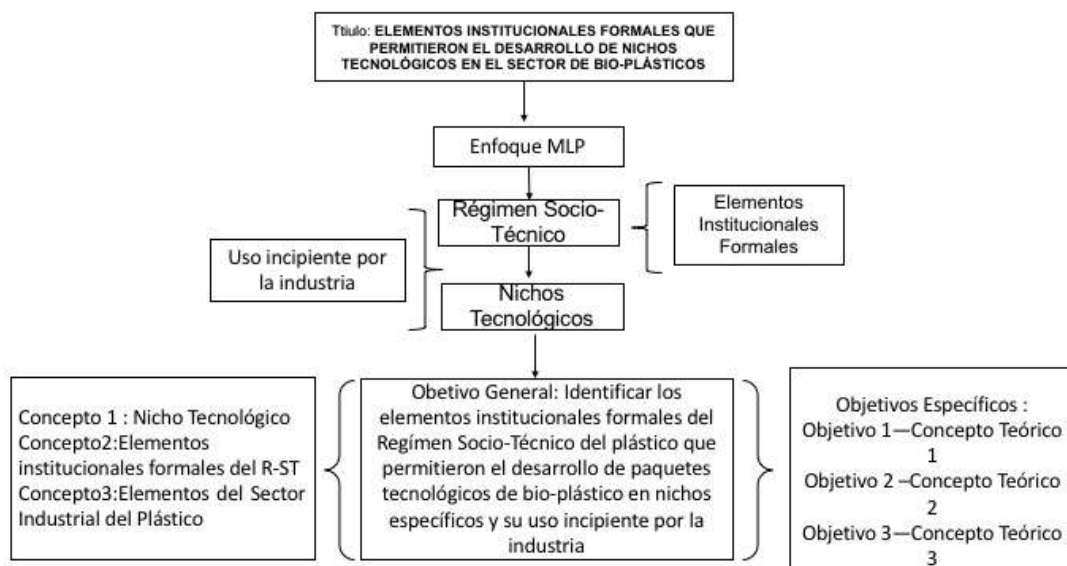 Ttiulo: ELEMENTOS INSTITUCIONALES FORMALES QUE
PERMITIERON EL DESARROLLO DE NICHOS
TECNOLÓGICOS EN EL SECTOR DE BIO-PLÁSTICOS
Enfoque MLP
Régimen Socio-
Técnico
Elementos
Institucionales
Formales
Uso incipiente por
la industria
Nichos
Tecnológicos
Concepto 1 : Nicho Tecnológico
Concepto2:Elementos
institucionales formales del R-ST
Concepto3:Elementos del Sector
Industrial del Plástico
Obetivo General: Identificar los
elementos institucionales formales del
Regímen Socio-Técnico del plástico que
permitieron el desarrollo de paquetes
tecnológicos de bio-plástico en nichos
específicos y su uso incipiente por la
industria
Objetivos Específicos :
Objetivo 1—Concepto Teórico
1
Objetivo 2 –Concepto Teórico
2
Objetivo 3—Concepto Teórico
3